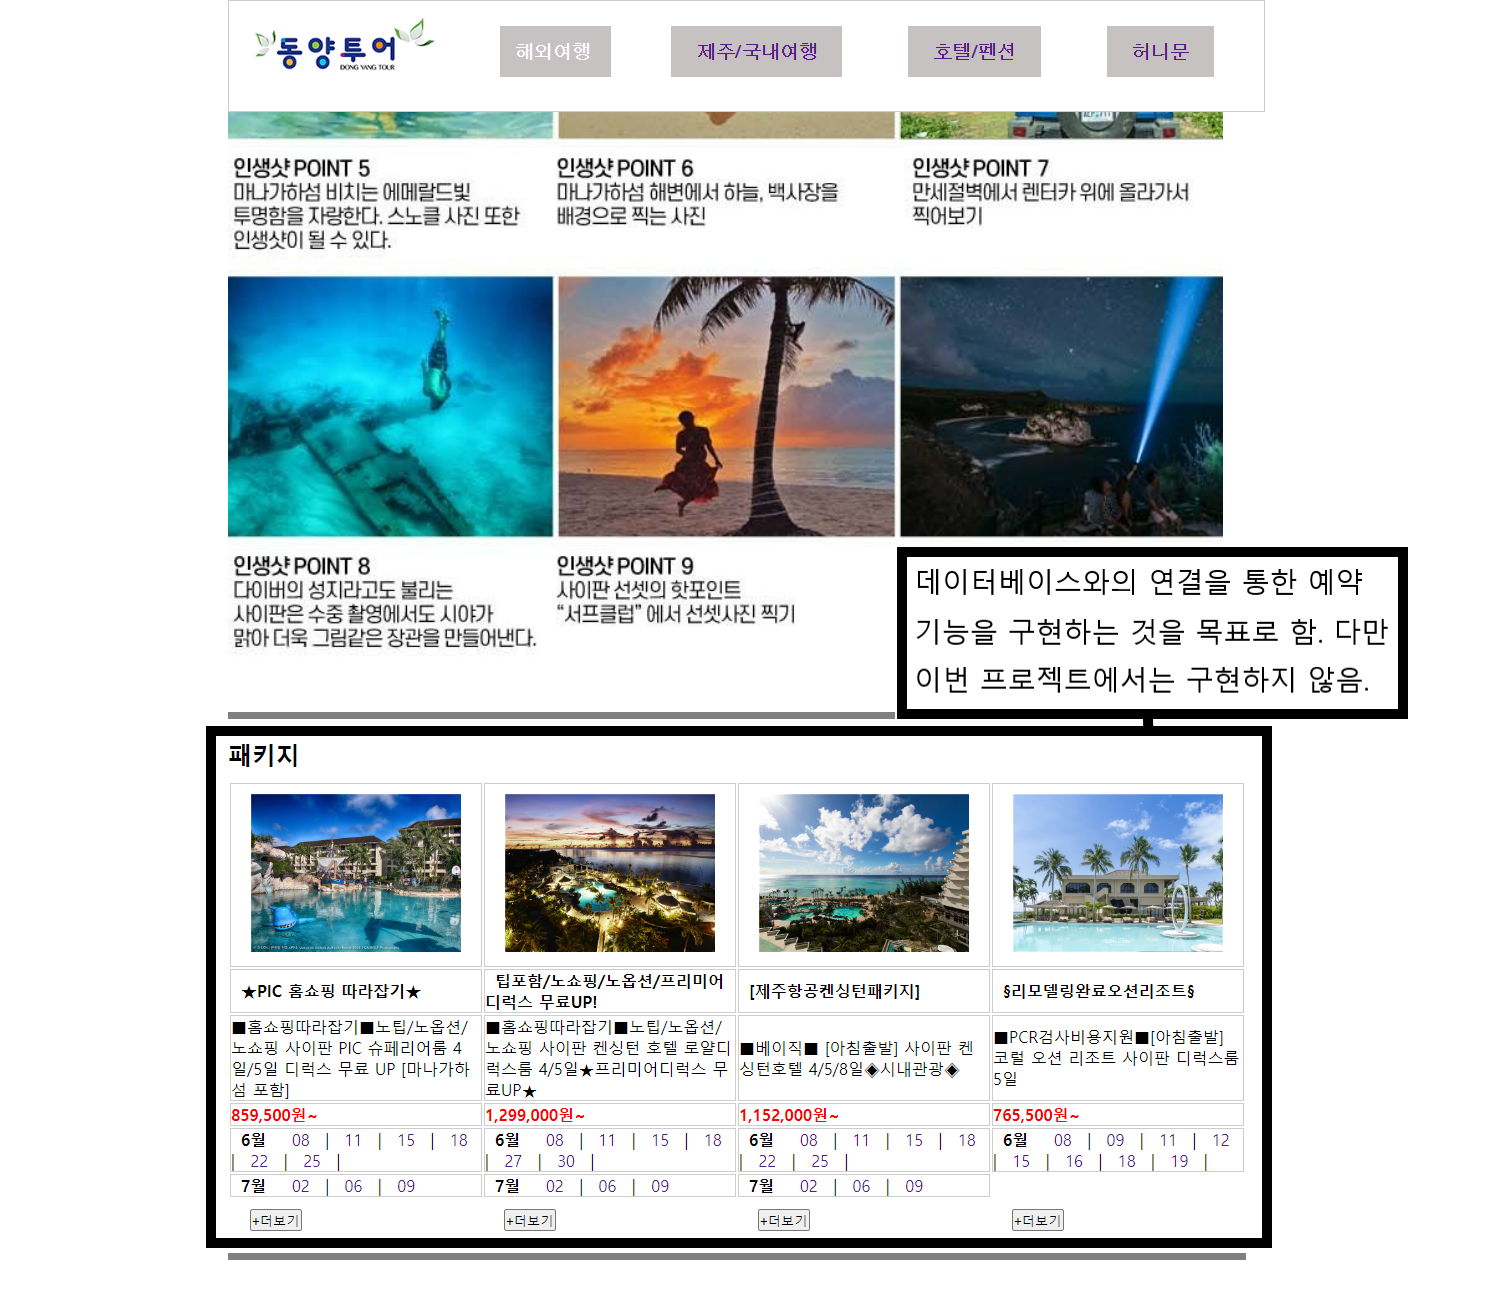 동양투어
DONG YANG TOUR
해외여행
제주/국내여행
호텔/펜션
허니문
인생샷 POINT 5
마나가하섬 비치는 에메랄드빛
투명함을 자랑한다. 스노클 사진 또한
인생샷이 될 수 있다.
인생샷 POINT 6
마나가하섬 해변에서 하늘, 백사장을
배경으로 찍는 사진
인생샷 POINT 7
만세절벽에서 렌터카 위에 올라가서
찍어보기
인생샷 POINT 8
다이버의 성지라고도 불리는
사이판은 수중 촬영에서도 시야가
맑아 더욱 그림같은 장관을 만들어낸다.
인생샷 POINT 9
사이판 선셋의 핫포인트
“서프클럽” 에서 선셋사진 찍기
데이터베이스와의 연결을 통한 예약
기능을 구현하는 것을 목표로 함. 다만
이번 프로젝트에서는 구현하지 않음.
패키지
★PIC 홈쇼핑 따라잡기★
■홈쇼핑따라잡기■노팁/노옵션/
노쇼핑 사이판 PIC 슈페리어룸 4
일/5일 디럭스 무료 UP [마나가하
섬 포함]
859,500원~
6월 08 | 11 | 15 | 18
| 22 | 25 |
7월 02 | 06 | 09
+더보기
팁포함/노쇼핑/노옵션/프리미어
디럭스 무료UP!
■홈쇼핑따라잡기■노팁/노옵션/
노쇼핑 사이판 켄싱턴 호텔 로얄디
럭스룸 4/5일★프리미어디럭스 무
료UP★
1,299,000원~
6월 08 | 11 | 15 | 18
| 27 | 30 |
7월 02 | 06 | 09
+더보기
[제주항공켄싱턴패키지]
■베이직■ [아침출발] 사이판 켄
싱턴호텔 4/5/8일◈시내관광◈
1,152,000원~
6월 08 | 11 | 15 | 18
| 22 | 25 |
7월 02 | 06 | 09
+더보기
§리모델링완료오션리조트§
■PCR검사비용지원■[아침출발]
코럴 오션 리조트 사이판 디럭스룸
5일
765,500원~
6월 08 | 09 | 11 | 12
| 15 | 16 | 18 | 19 |
+더보기